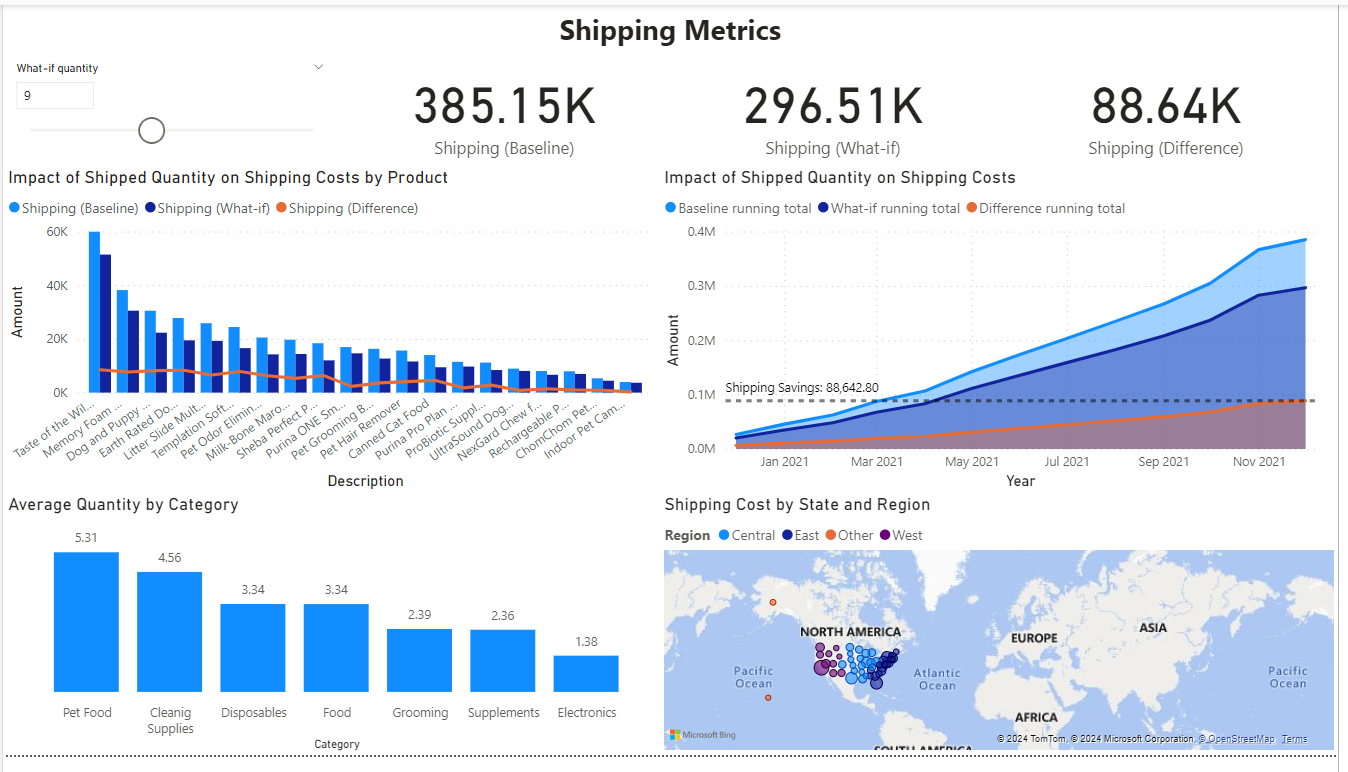 Shipping Metrics
What-if quantity
9
385.15K
Shipping (Baseline)
296.51K
Shipping (What-if)
88.64K
Shipping (Difference)
Impact of Shipped Quantity on Shipping Costs by Product
Shipping (Baseline) Shipping (What-if) Shipping (Difference)
Amount
60K
40K
20K
0K
Taste of the Wil...
Memory Foam ...
Dog and Puppy ...
Earth Rated Do...
Litter Slide Mult...
Templation Soft...
Pet Odor Elimin...
Milk-Bone Maro...
Sheba Perfect P...
Purina ONE Sm...
Pet Grooming B...
Pet Hair Remover
Canned Cat Food
Purina Pro Plan ...
ProBiotic Suppl...
UltraSound Dog...
NexGard Chew f...
Rechargeable P...
ChomChom Pet...
Indoor Pet Cam...
Description
Impact of Shipped Quantity on Shipping Costs
Baseline running total What-if running total Difference running total
Amount
0.4M
0.3M
0.2M
0.1M
0.0M
Shipping Savings: 88,642.80
Jan 2021 Mar 2021 May 2021 Jul 2021 Sep 2021 Nov 2021
Year
Average Quantity by Category
5.31
4.56
3.34
3.34
2.39
2.36
1.38
Pet Food
Cleanig
Supplies
Disposables
Food
Grooming
Supplements
Electronics
Category
Shipping Cost by State and Region
Region Central East Other West
NORTH AMERICA
EUROPE
ASIA
Pacific
Ocean
Atlantic
Ocean
Pacific
Ocean
AFRICA
SOUTH AMERICA
Microsoft Bing
© 2024 TomTom, © 2024 Microsoft Corporation, © OpenStreetMap Terms